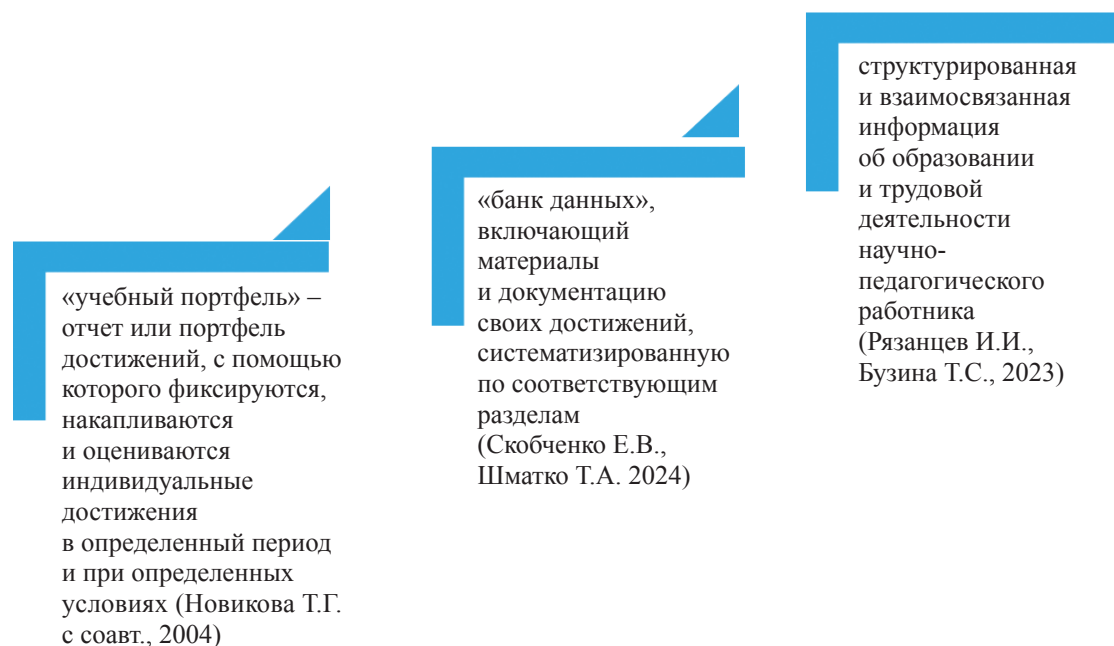 «учебный портфель» –
отчет или портфель
достижений, с помощью
которого фиксируются,
накапливаются
и оцениваются
индивидуальные
достижения
в определенный период
и при определенных
условиях (Новикова Т.Г.
с соавт., 2004)
«банк данных»,
включающий
материалы
и документацию
своих достижений,
систематизированную
по соответствующим
разделам
(Скобченко Е.В.,
Шматко Т.А. 2024)
структурированная
и взаимосвязанная
информация
об образовании
и трудовой
деятельности
научно-
педагогического
работника
(Рязанцев И.И.,
Бузина Т.С., 2023)